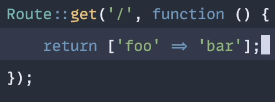 Route::get('/', function () {
    return ['foo' => 'bar'];
});